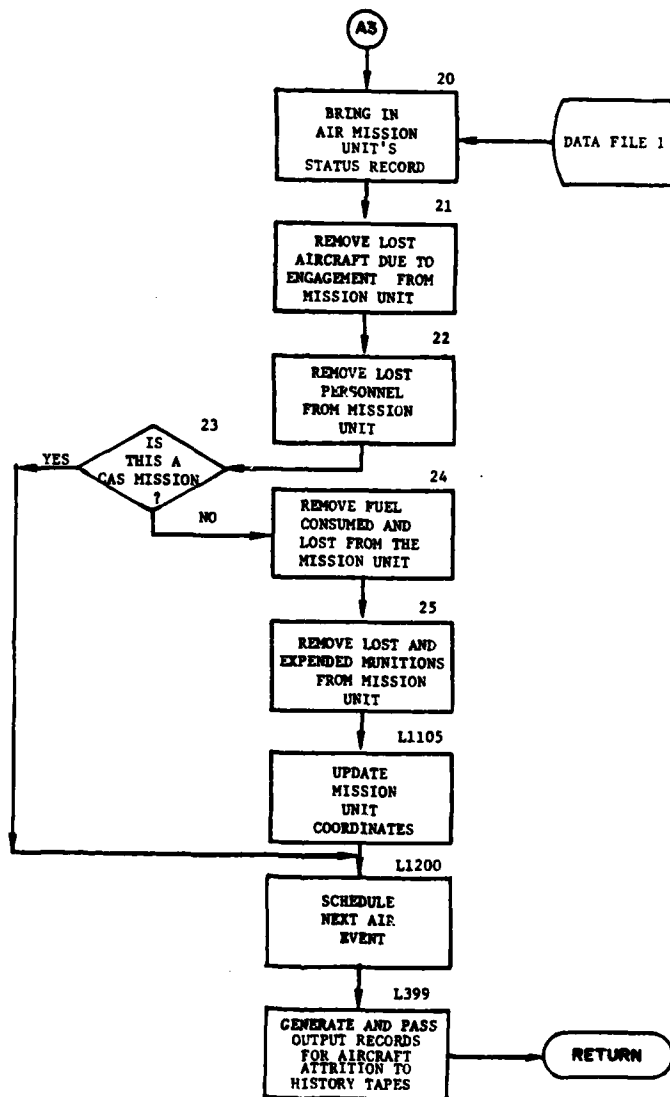 A3
20
BRING IN
AIR MISSION
UNIT'S
STATUS RECORD
DATA FILE 1
21
REMOVE LOST
AIRCRAFT DUE TO
ENGAGEMENT FROM
MISSION UNIT
22
REMOVE LOST
PERSONNEL
FROM MISSION
UNIT
23
IS
THIS A
CAS MISSION
?
YES
NO
24
REMOVE FUEL
CONSUMED AND
LOST FROM THE
MISSION UNIT
25
REMOVE LOST AND
EXPENDED MUNITIONS
FROM MISSION
UNIT
L1105
UPDATE
MISSION
UNIT
COORDINATES
L1200
SCHEDULE
NEXT AIR
EVENT
L399
GENERATE AND PASS
OUTPUT RECORDS
FOR AIRCRAFT
ATTRITION TO
HISTORY TAPES
RETURN